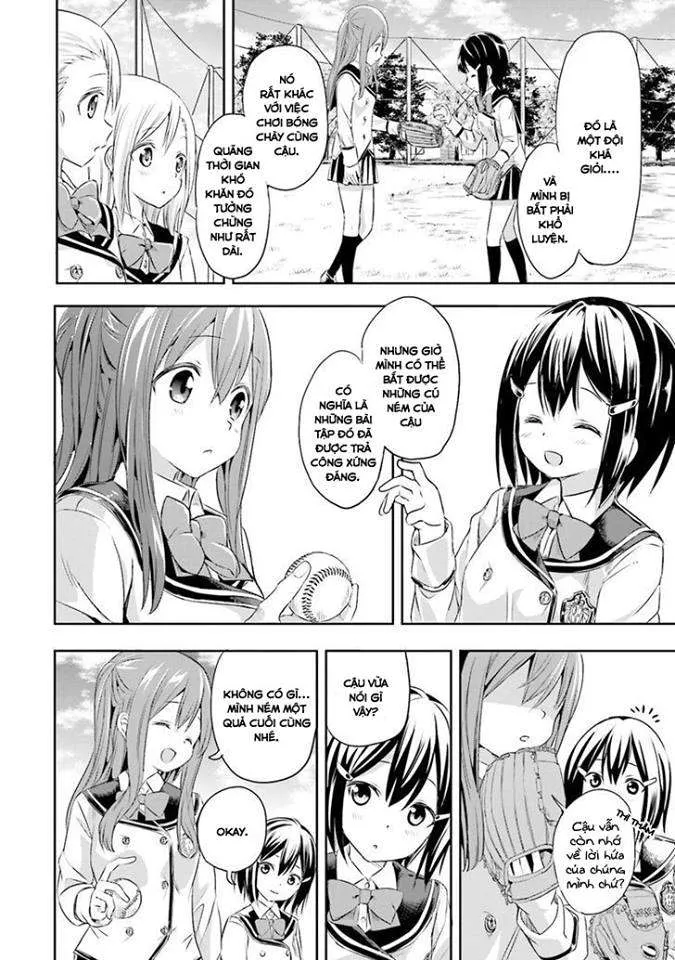 ĐÓ LÀ
MỘT ĐỘI
KHÁ
GIỎI....
VÀ
MÌNH BỊ
BẮT PHẢI
KHỔ
LUYỆN.
NÓ
RẤT KHÁC
VỚI VIỆC
CHƠI BÓNG
CHÀY CÙNG
CẬU.
QUÃNG
THỜI GIAN
KHÓ
KHĂN ĐÓ
TƯỞNG
CHỪNG
NHƯ RẤT
DÀI.
NHƯNG GIỜ
MÌNH CÓ THỂ
BẮT ĐƯỢC
NHỮNG CÚ
NÉM CỦA
CẬU
CÓ
NGHĨA LÀ
NHỮNG BÀI
TẬP ĐÓ ĐÃ
ĐƯỢC TRẢ
CÔNG XỨNG
ĐÁNG.
THÌ THẦM
Cậu vẫn
còn nhớ
về lời hứa
của chúng
mình chứ?
CẬU VỪA
NÓI GÌ
VẬY?
KHÔNG CÓ GÌ...
MÌNH NÉM MỘT
QUẢ CUỐI CÙNG
NHÉ.
OKAY.